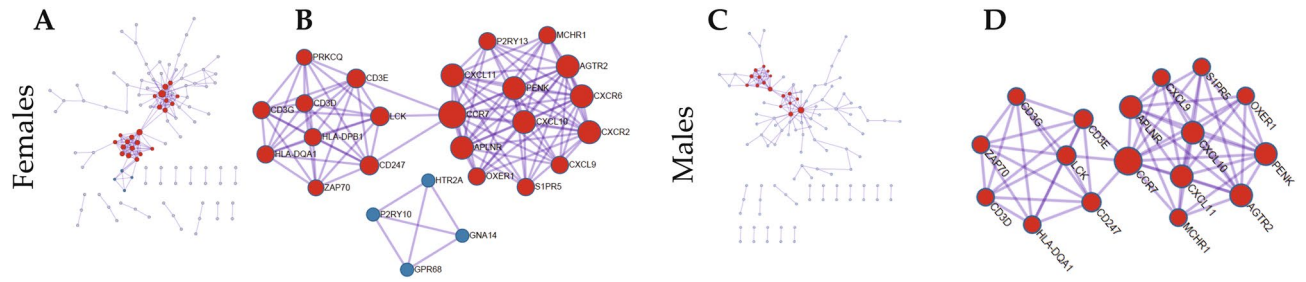 A
B
C
D
Females
Males
PRKCQ
CD3E
CD3G
CD3D
LCK
HLA-DPB1
HLA-DQA1
CD247
ZAP70
P2RY13
MCHR1
CXCL11
AGTR2
PENK
CXCR6
CCR7
CXCL10
CXCR2
APLNR
CXCL9
OXER1
S1PR5
HTR2A
P2RY10
GNA14
GPR68
CD3G
CD3E
ZAP70
LCK
CD3D
CD247
HLA-DQA1
S1PR5
CXCL9
OXER1
APLNR
CXCL10
PENK
CCR7
CXCL11
AGTR2
MCHR1